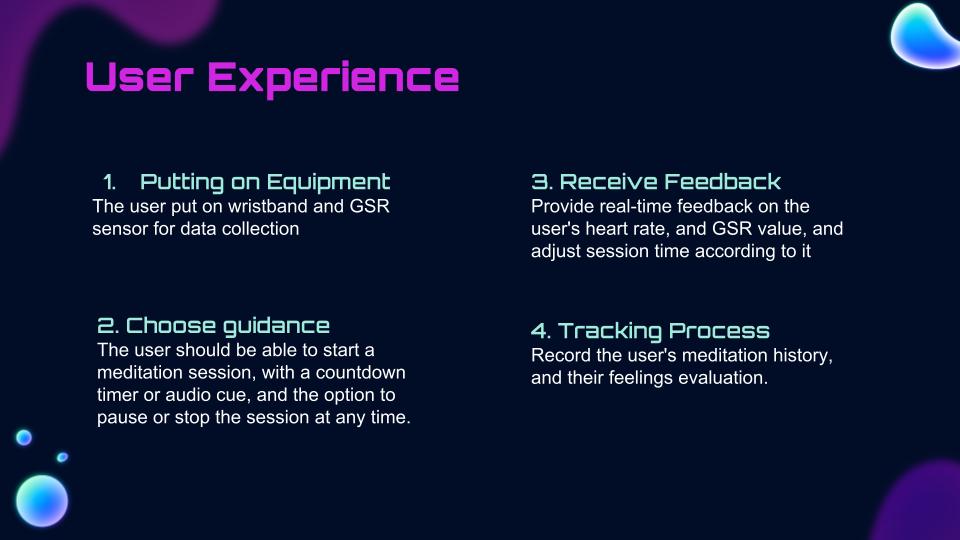 User Experience
1. Putting on Equipment
The user put on wristband and GSR
sensor for data collection
2. Choose guidance
The user should be able to start a
meditation session, with a countdown
timer or audio cue, and the option to
pause or stop the session at any time.
3. Receive Feedback
Provide real-time feedback on the
user's heart rate, and GSR value, and
adjust session time according to it
4. Tracking Process
Record the user's meditation history,
and their feelings evaluation.